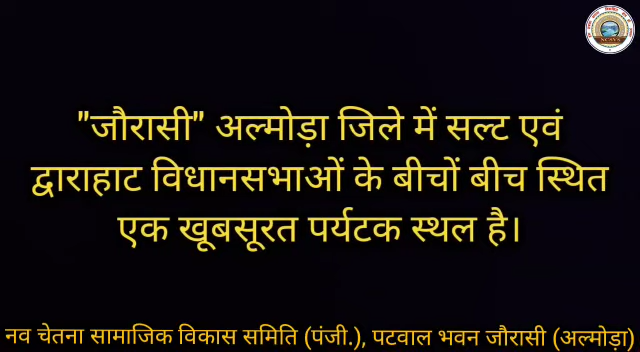 "जौरासी" अल्मोड़ा जिले में सल्ट एवं
द्वाराहाट विधानसभाओं के बीचों बीच स्थित
एक खूबसूरत पर्यटक स्थल है।
नव चेतना सामाजिक विकास समिति (पंजी.), पटवाल भवन जौरासी (अल्मोड़ा)